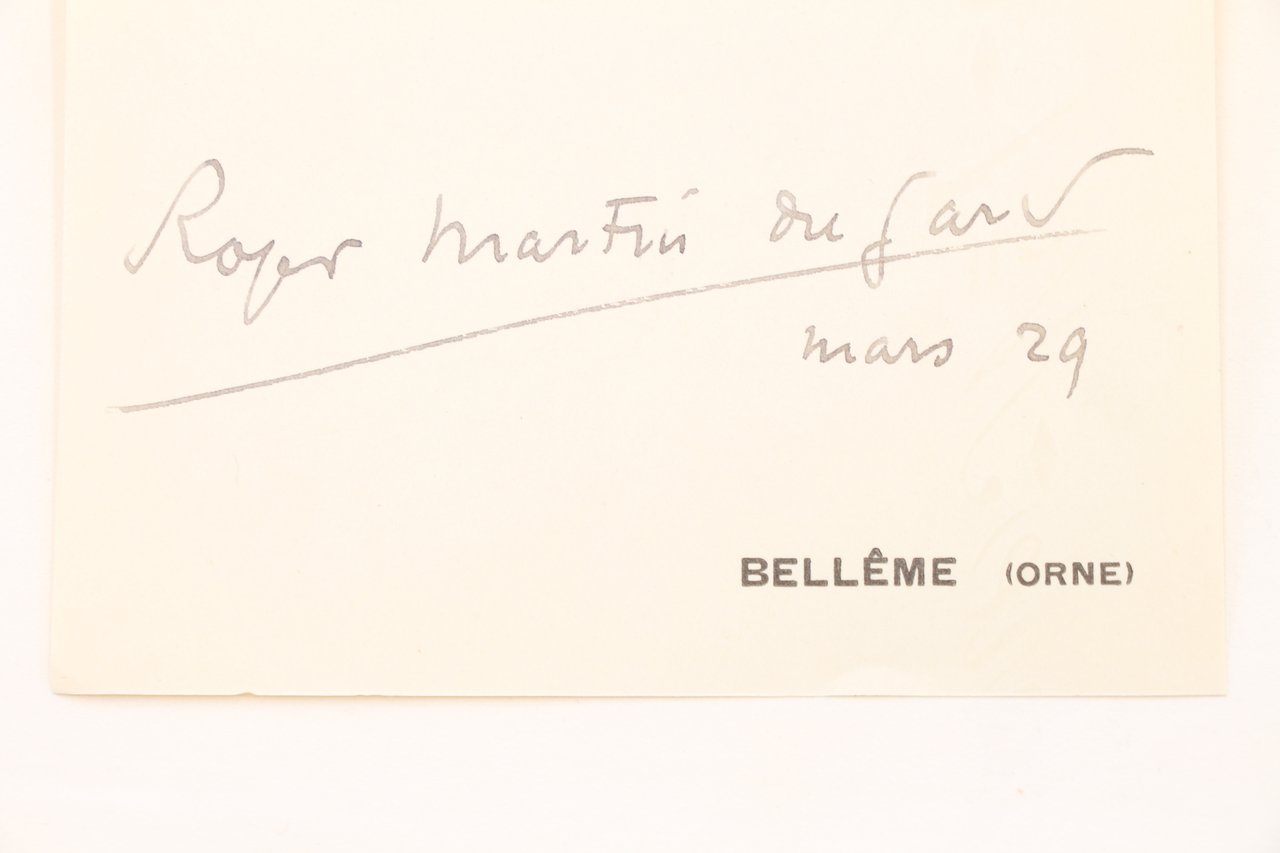 Roger Martin du Gard
mars 29
BELLÊME (ORNE)